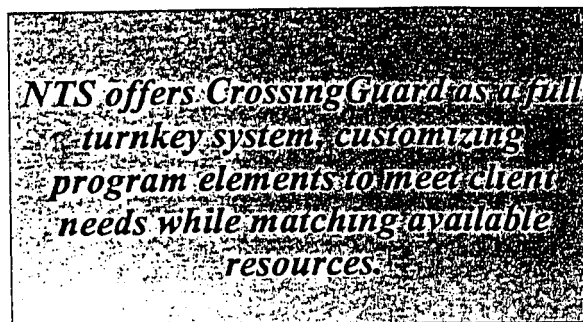 NTS offers CrossingGuard as a full
turnkey system, customizing
program elements to meet client
needs while matching available
resources.